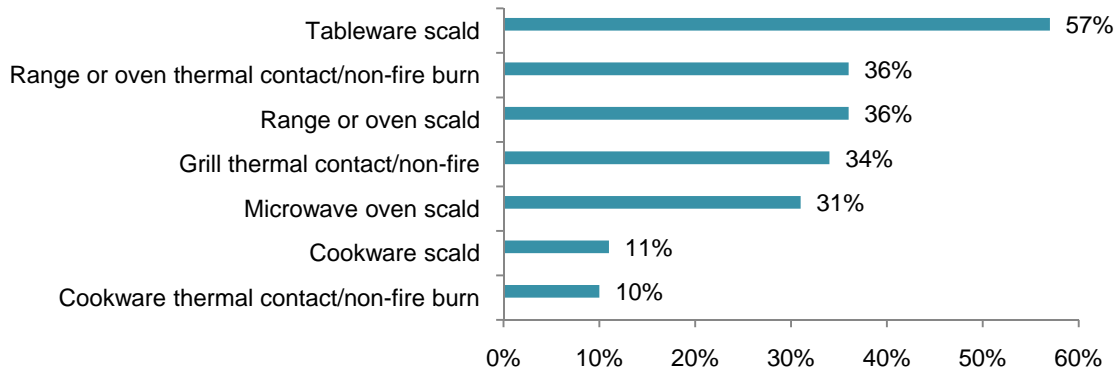 Tableware scald 57%
Range or oven thermal contact/non-fire burn 36%
Range or oven scald 36%
Grill thermal contact/non-fire 34%
Microwave oven scald 31%
Cookware scald 11%
Cookware thermal contact/non-fire burn 10%
0% 10% 20% 30% 40% 50% 60%